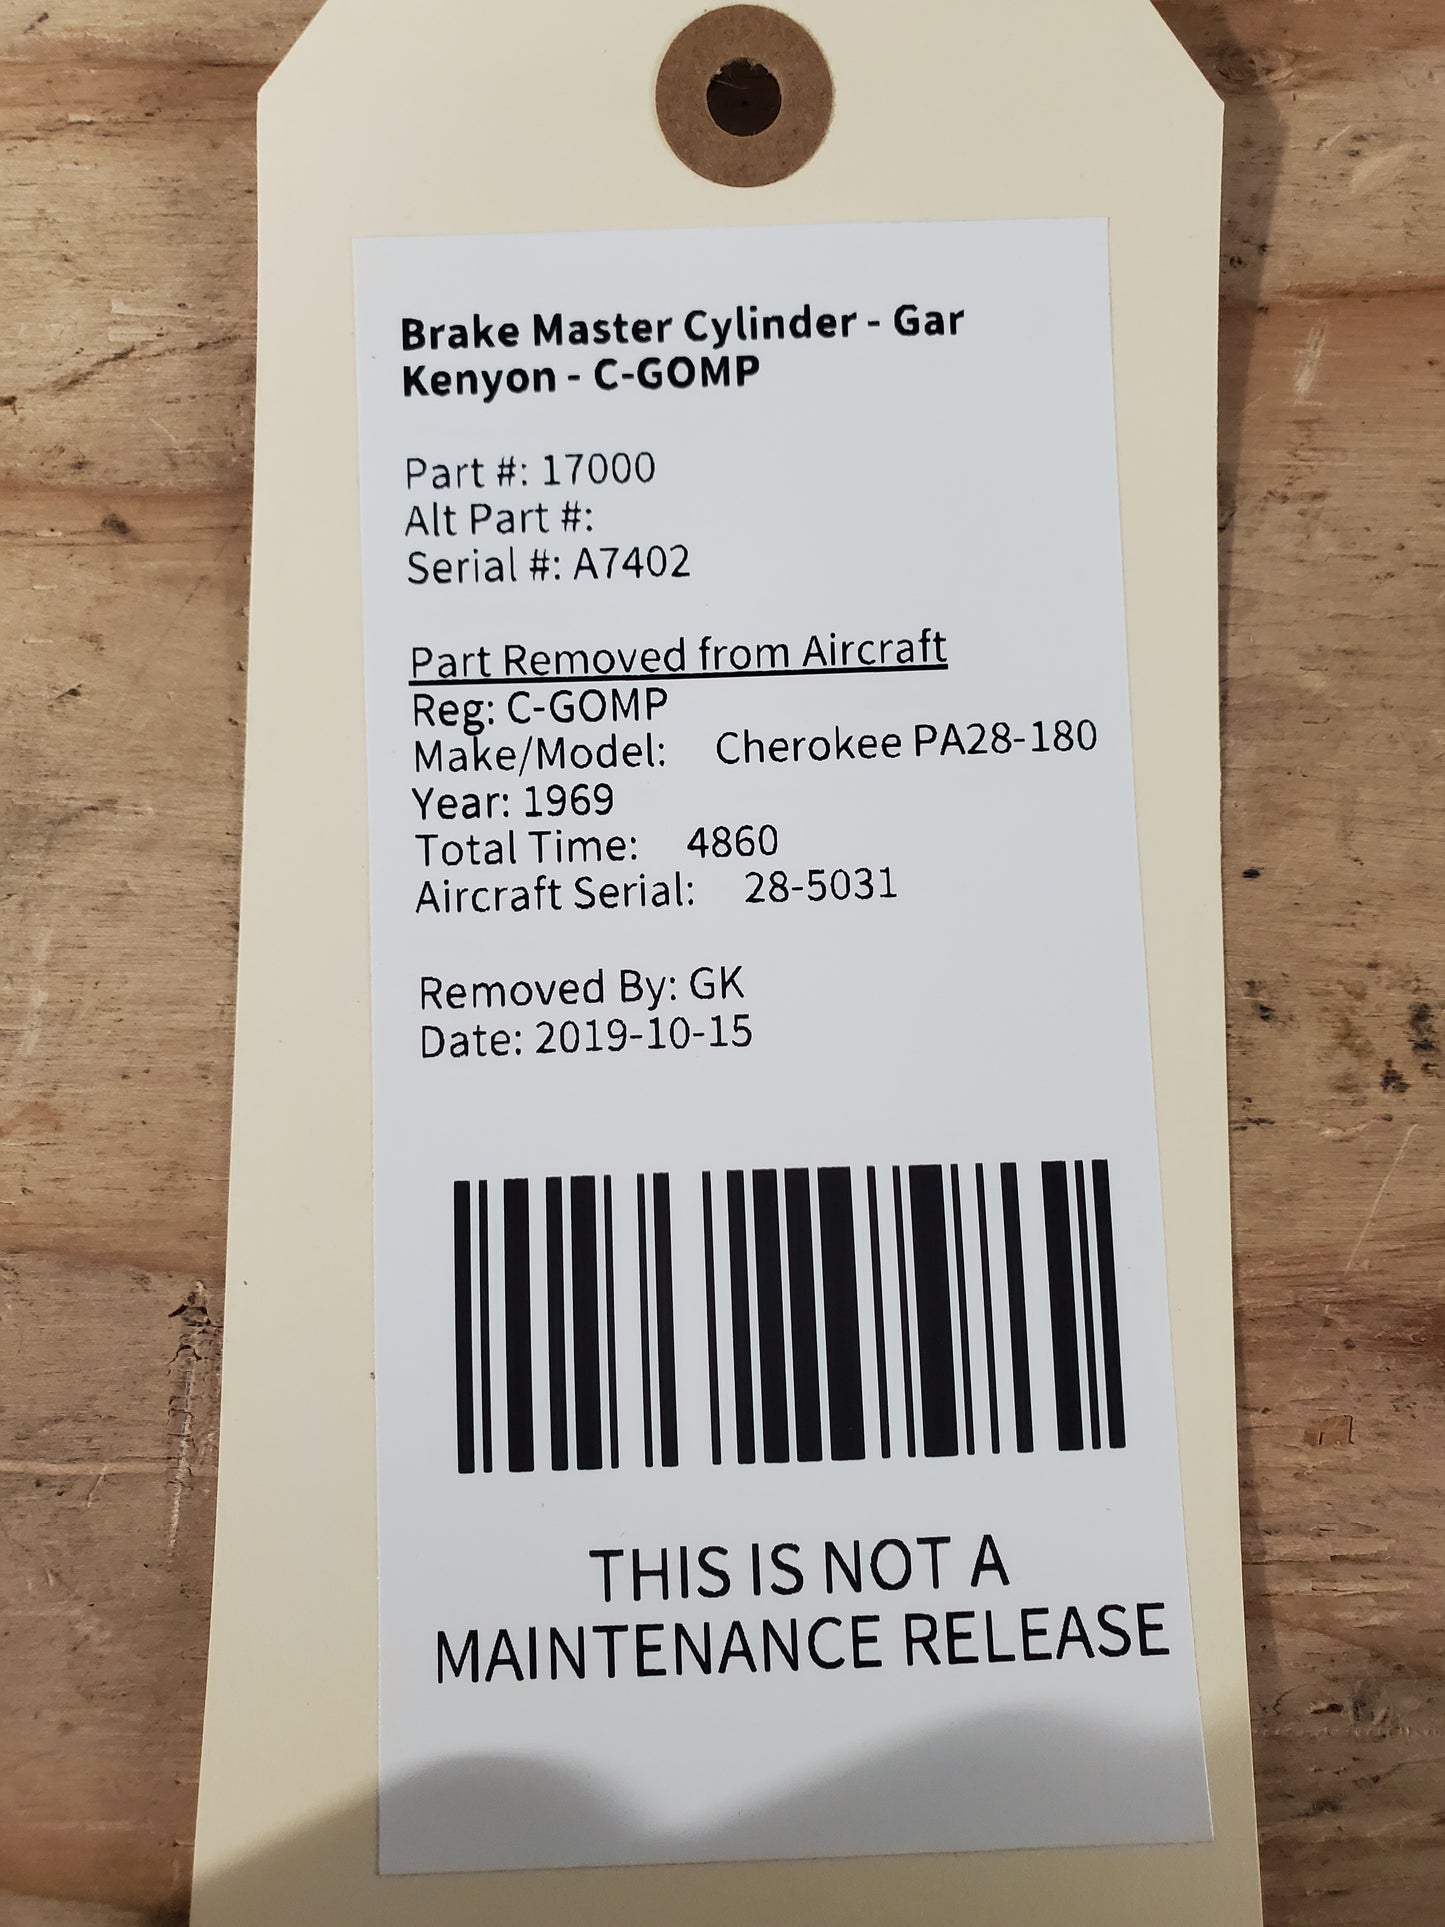 Brake Master Cylinder - Gar
Kenyon - C-GOMP
Part #: 17000
Alt Part #:
Serial #: A7402
Part Removed from Aircraft
Reg: C-GOMP
Make/Model: Cherokee PA28-180
Year: 1969
Total Time: 4860
Aircraft Serial: 28-5031
Removed By: GK
Date: 2019-10-15
THIS IS NOT A
MAINTENANCE RELEASE